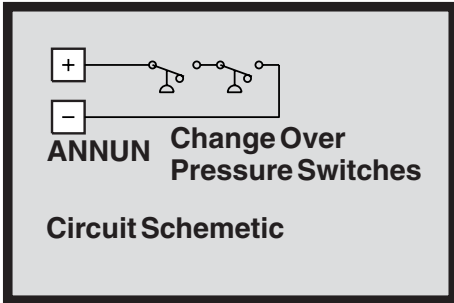 +
−
ANNUN Change Over
Pressure Switches
Circuit Schemetic